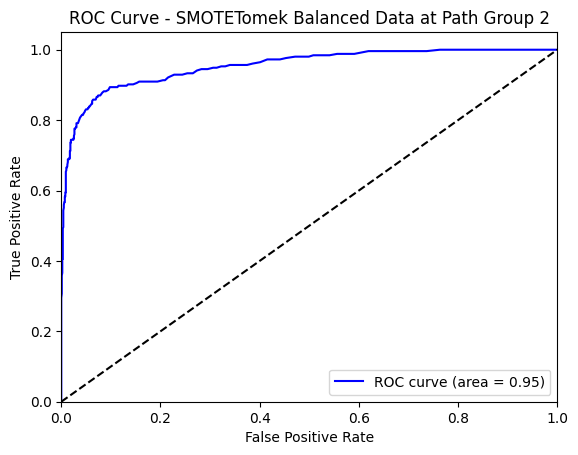 ROC Curve - SMOTETomek Balanced Data at Path Group 2
True Positive Rate
1.0
0.8
0.6
0.4
0.2
0.0
ROC curve (area = 0.95)
0.0 0.2 0.4 0.6 0.8 1.0
False Positive Rate